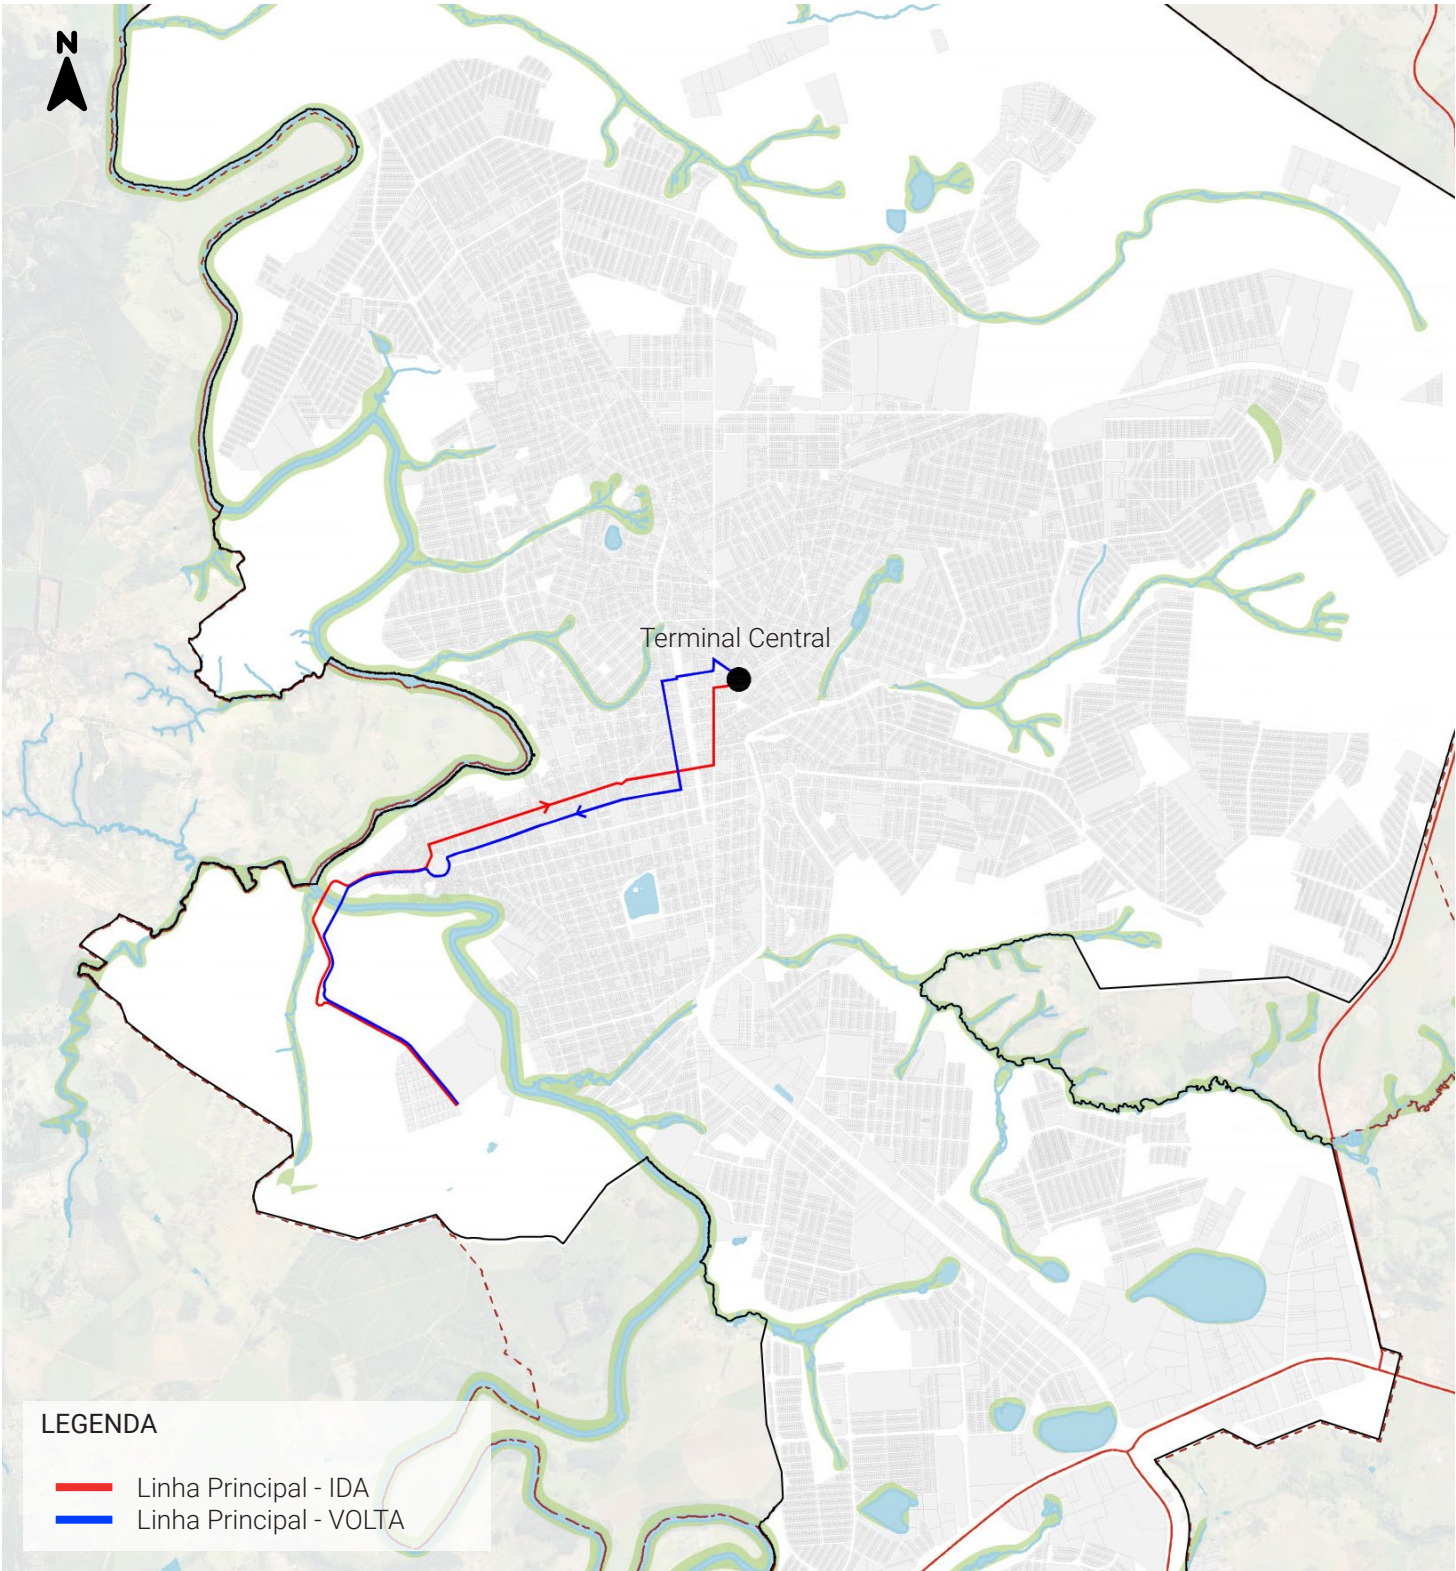 N
Terminal Central
LEGENDA
Linha Principal - IDA
Linha Principal - VOLTA